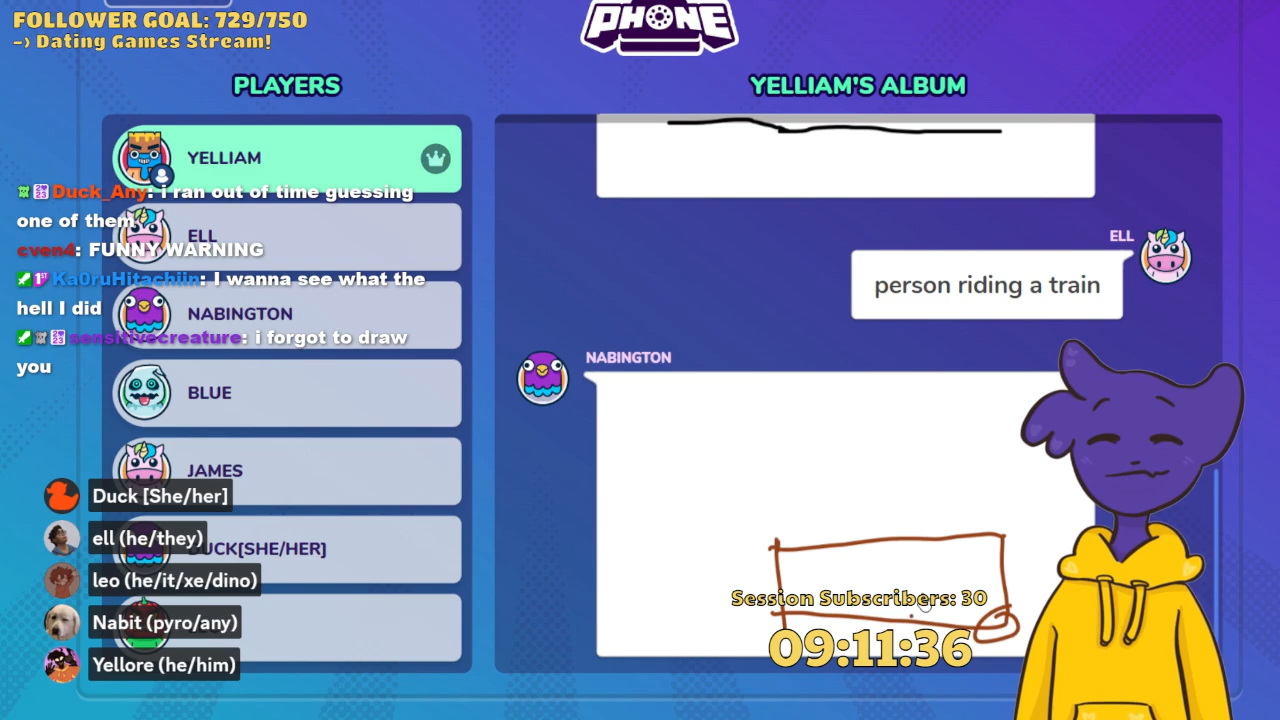 FOLLOWER GOAL: 729/750
-> Dating Games Stream!
PHONE
PLAYERS
YELLIAM'S ALBUM
YELLIAM
Duck_Any: i ran out of time guessing
one of them
ELL
cven4: FUNNY WARNING
Ka0ruHitachiin: I wanna see what the
hell I did
NABINGTON
sensitivecreature: i forgot to draw
you
BLUE
JAMES
Duck [She/her]
ell (he/they)
DUCK[SHE/HER]
leo (he/it/xe/dino)
Nabit (pyro/any)
Yellore (he/him)
ELL
person riding a train
NABINGTON
Session Subscribers: 30
09:11:36